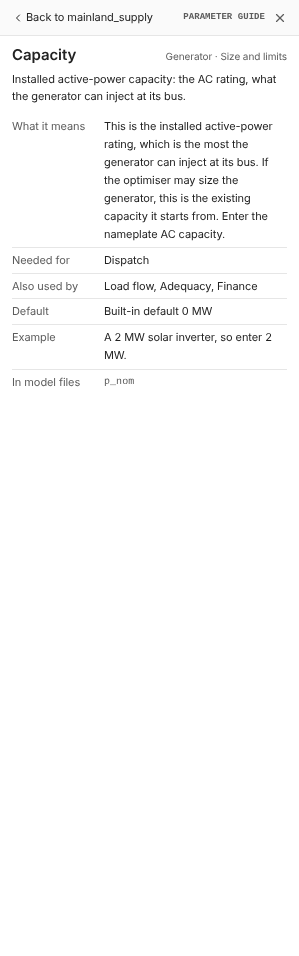 Back to mainland_supply
PARAMETER GUIDE
Capacity
Generator · Size and limits
Installed active-power capacity: the AC rating, what
the generator can inject at its bus.
What it means
This is the installed active-power
rating, which is the most the
generator can inject at its bus. If
the optimiser may size the
generator, this is the existing
capacity it starts from. Enter the
nameplate AC capacity.
Needed for
Dispatch
Also used by
Load flow, Adequacy, Finance
Default
Built-in default 0 MW
Example
A 2 MW solar inverter, so enter 2
MW.
In model files
p_nom